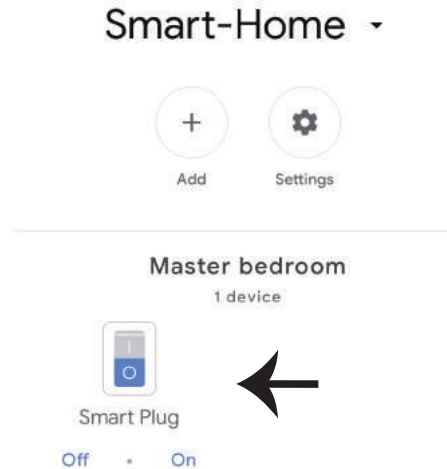 Smart-Home
Add Settings
Master bedroom
1 device
Smart Plug
Off • On